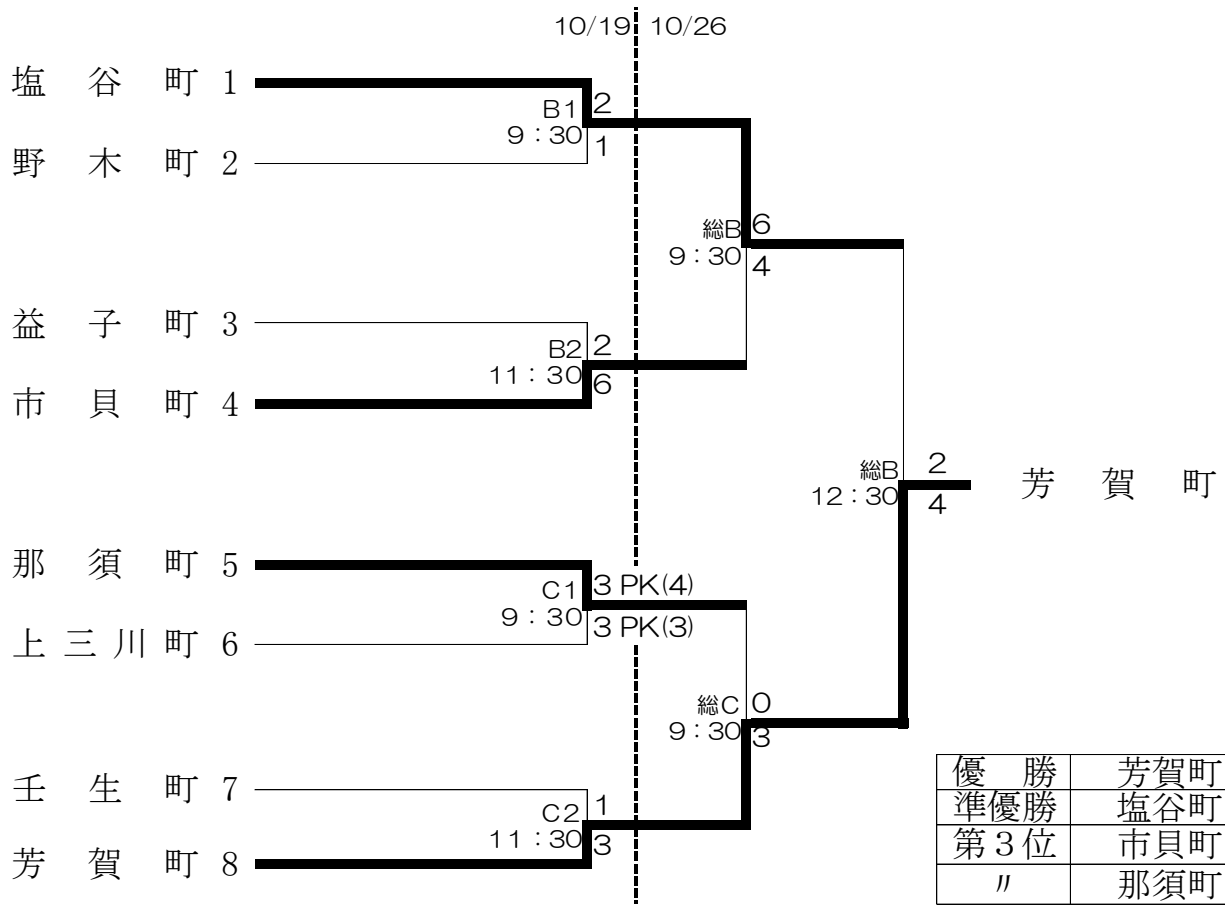 10/19 10/26
塩谷町 1
B1 2
9:30 1
野木町 2
総B 6
9:30 4
益子町 3
B2 2
11:30 6
市貝町 4
総B 2
12:30 4
芳賀町
那須町 5
C1 3 PK(4)
9:30 3 PK(3)
上三川町 6
総C 0
9:30 3
壬生町 7
C2 1
11:30 3
芳賀町 8
優勝 芳賀町
準優勝 塩谷町
第3位 市貝町
〃 那須町